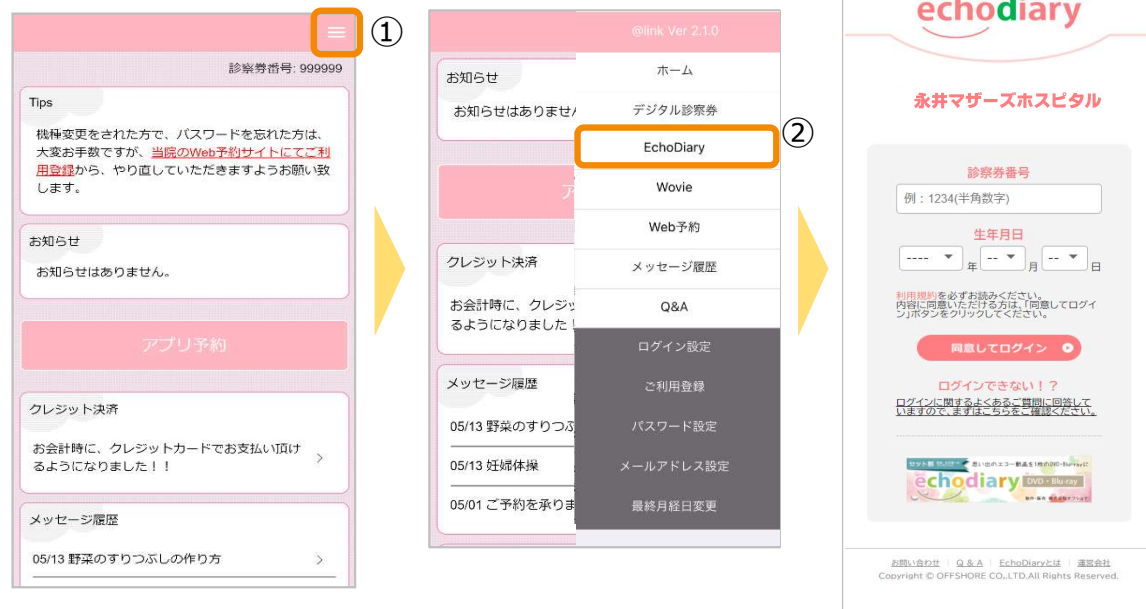 ①
診察券番号: 999999
Tips
機種変更をされた方で、パスワードを忘れた方は、
大変お手数ですが、当院のWeb予約サイトにてご利
用登録から、やり直していただきますようお願い致
します。
お知らせ
お知らせはありません。
アプリ予約
クレジット決済
お会計時に、クレジットカードでお支払い頂け
るようになりました！！
メッセージ履歴
05/13 野菜のすりつぶしの作り方
@link Ver 2.1.0
お知らせ
お知らせはありませ
ア
クレジット決済
お会計時に、クレジッ
るようになりました！
メッセージ履歴
05/13 野菜のすりつぶ
05/13 妊婦体操
05/01 ご予約を承りま
ホーム
デジタル診察券
②
EchoDiary
Wovie
Web予約
メッセージ履歴
Q&A
ログイン設定
ご利用登録
パスワード設定
メールアドレス設定
最終月経日変更
echodiary
永井マザーズホスピタル
診察券番号
例：1234(半角数字)
生年月日
---- 年 -- 月 -- 日
利用規約を必ずお読みください。
内容に同意いただける方は、「同意してログイ
ン」ボタンをクリックしてください。
同意してログイン
ログインできない！？
ログインに関するよくあるご質問に回答して
いますので、まずはこちらをご確認ください。
思い出のエコー動画を1枚のDVD・Blu-rayに
echodiary DVD・Blu-ray
お問い合わせ | Q & A | EchoDiaryとは | 運営会社
Copyright © OFFSHORE CO.,LTD.All Rights Reserved.